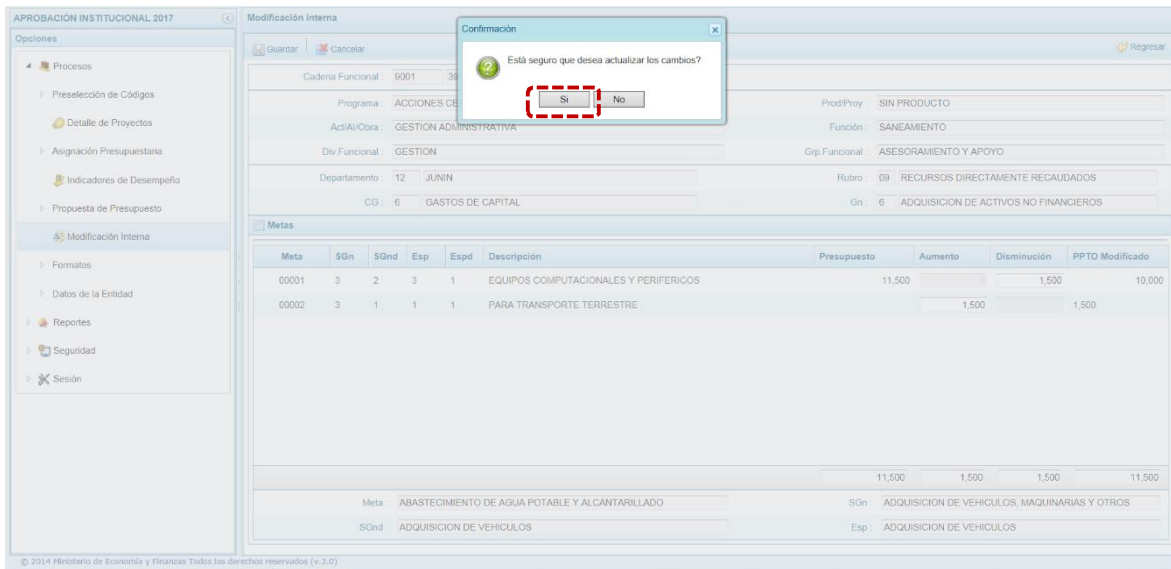 APROBACIÓN INSTITUCIONAL 2017
Opciones
Procesos
Preselección de Códigos
Detalle de Proyectos
Asignación Presupuestaria
Indicadores de Desempeño
Propuesta de Presupuesto
Modificación Interna
Formatos
Datos de la Entidad
Reportes
Seguridad
Sesión
Modificación Interna
Guardar Cancelar Regresar
Confirmación
Está seguro que desea actualizar los cambios?
Si No
Cadena Funcional : 9001 39
Programa : ACCIONES CE Prod/Proy : SIN PRODUCTO
Act/AI/Obra : GESTION ADMINISTRATIVA Función : SANEAMIENTO
Div.Funcional : GESTION Grp.Funcional : ASESORAMIENTO Y APOYO
Departamento : 12 JUNIN Rubro : 09 RECURSOS DIRECTAMENTE RECAUDADOS
CG : 6 GASTOS DE CAPITAL Gn : 6 ADQUISICION DE ACTIVOS NO FINANCIEROS
Metas
Meta SGn SGnd Esp Espd Descripción Presupuesto Aumento Disminución PPTO Modificado
00001 3 2 3 1 EQUIPOS COMPUTACIONALES Y PERIFERICOS 11,500 0 1,500 10,000
00002 3 1 1 1 PARA TRANSPORTE TERRESTRE 1,500 1,500
11,500 1,500 1,500 11,500
Meta : ABASTECIMIENTO DE AGUA POTABLE Y ALCANTARILLADO SGn : ADQUISICION DE VEHICULOS, MAQUINARIAS Y OTROS
SGnd : ADQUISICION DE VEHICULOS Esp : ADQUISICION DE VEHICULOS
© 2014 Ministerio de Economía y Finanzas Todos los derechos reservados (v.3.0)